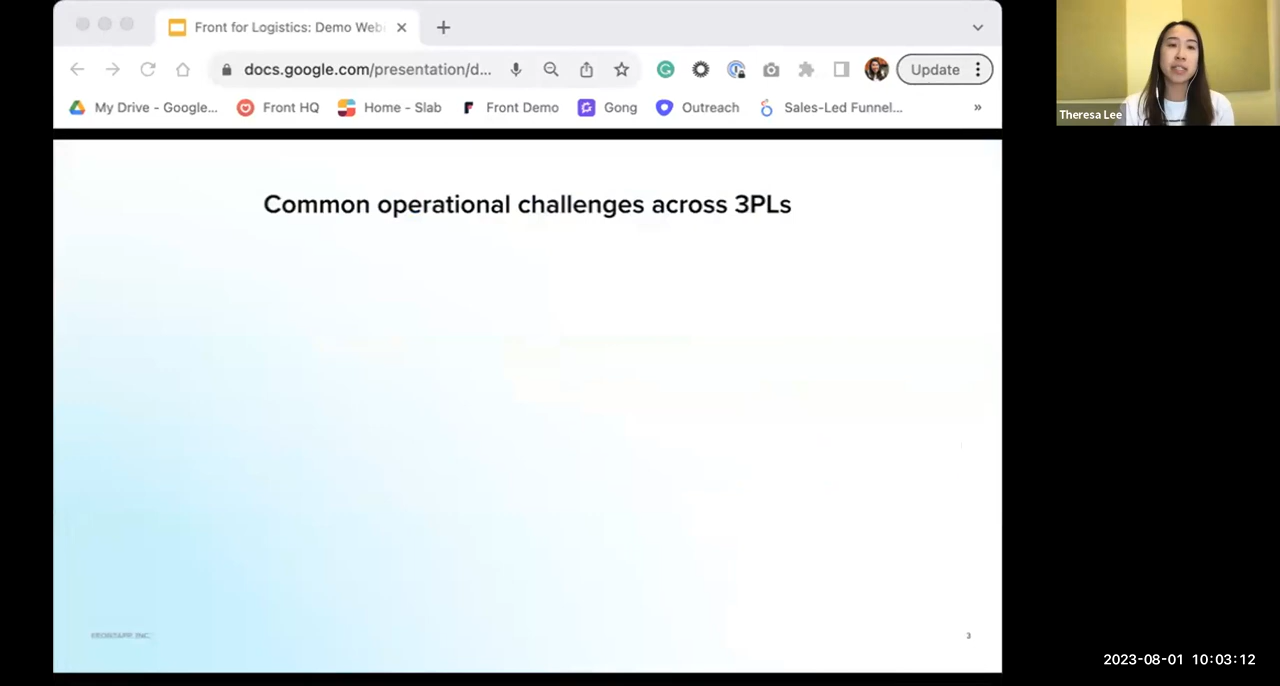 Front for Logistics: Demo Web
docs.google.com/presentation/d...
Update
My Drive - Google...
Front HQ
Home - Slab
Front Demo
Gong
Outreach
Sales-Led Funnel...
»
Theresa Lee
Common operational challenges across 3PLs
FRONTAPP, INC.
3
2023-08-01 10:03:12